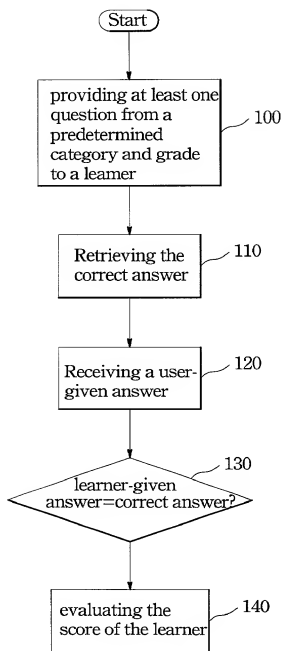 Start
providing at least one
question from a
predetermined
category and grade
to a learner
100
Retrieving the
correct answer
110
Receiving a user-
given answer
120
learner-given
answer=correct answer?
130
evaluating the
score of the learner
140